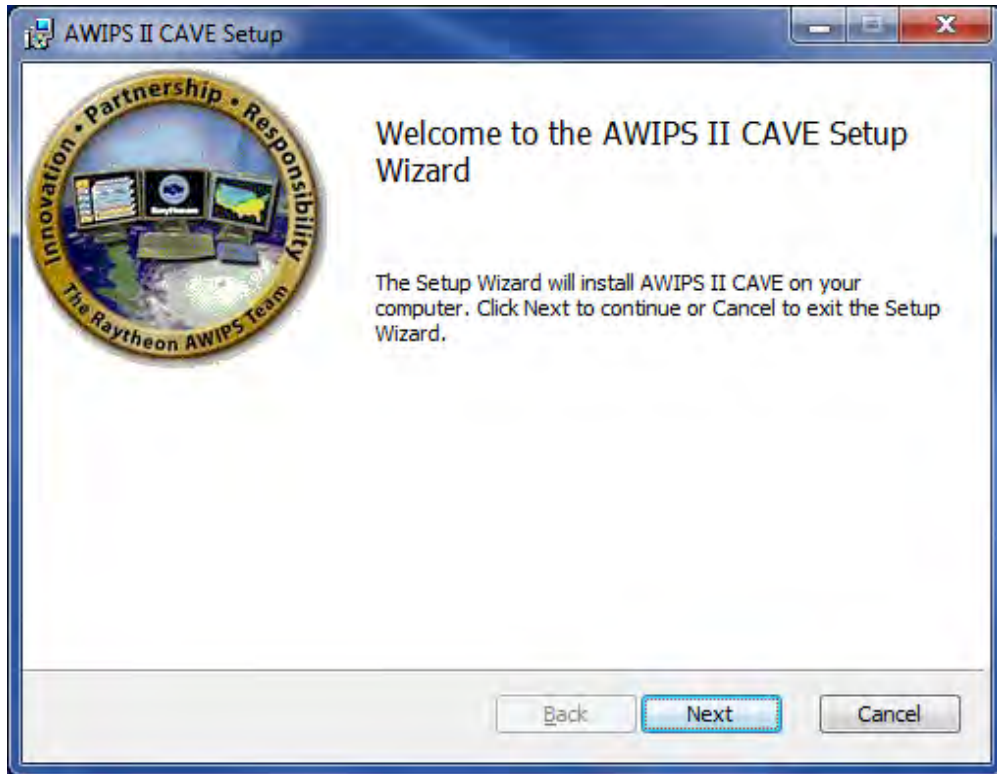 AWIPS II CAVE Setup
Innovation • Partnership • Responsibility
The Raytheon AWIPS Team
Raytheon
Welcome to the AWIPS II CAVE Setup
Wizard
The Setup Wizard will install AWIPS II CAVE on your
computer. Click Next to continue or Cancel to exit the Setup
Wizard.
Back
Next
Cancel